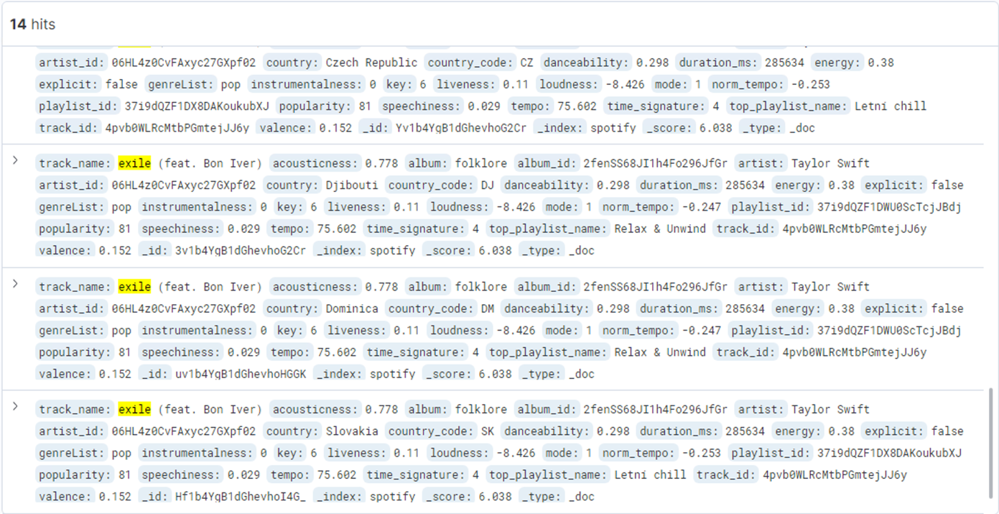 14 hits
artist_id: 06HL4z0CvFAxyc27GXpf02 country: Czech Republic country_code: CZ danceability: 0.298 duration_ms: 285634 energy: 0.38
explicit: false genreList: pop instrumentalness: 0 key: 6 liveness: 0.11 loudness: -8.426 mode: 1 norm_tempo: -0.253
playlist_id: 37i9dQZF1DX8DAKoukubXJ popularity: 81 speechiness: 0.029 tempo: 75.602 time_signature: 4 top_playlist_name: Letní chill
track_id: 4pvb0WLRcMtbPGmtejJJ6y valence: 0.152 _id: Yv1b4YgB1dGhevhoG2Cr _index: spotify _score: 6.038 _type: _doc
track_name: exile (feat. Bon Iver) acousticness: 0.778 album: folklore album_id: 2fenSS68JI1h4Fo296JfGr artist: Taylor Swift
artist_id: 06HL4z0CvFAxyc27GXpf02 country: Djibouti country_code: DJ danceability: 0.298 duration_ms: 285634 energy: 0.38 explicit: false
genreList: pop instrumentalness: 0 key: 6 liveness: 0.11 loudness: -8.426 mode: 1 norm_tempo: -0.247 playlist_id: 37i9dQZF1DWU0ScTcjJBdj
popularity: 81 speechiness: 0.029 tempo: 75.602 time_signature: 4 top_playlist_name: Relax & Unwind track_id: 4pvb0WLRcMtbPGmtejJJ6y
valence: 0.152 _id: 3v1b4YgB1dGhevhoG2Cr _index: spotify _score: 6.038 _type: _doc
track_name: exile (feat. Bon Iver) acousticness: 0.778 album: folklore album_id: 2fenSS68JI1h4Fo296JfGr artist: Taylor Swift
artist_id: 06HL4z0CvFAxyc27GXpf02 country: Dominica country_code: DM danceability: 0.298 duration_ms: 285634 energy: 0.38 explicit: false
genreList: pop instrumentalness: 0 key: 6 liveness: 0.11 loudness: -8.426 mode: 1 norm_tempo: -0.247 playlist_id: 37i9dQZF1DWU0ScTcjJBdj
popularity: 81 speechiness: 0.029 tempo: 75.602 time_signature: 4 top_playlist_name: Relax & Unwind track_id: 4pvb0WLRcMtbPGmtejJJ6y
valence: 0.152 _id: uv1b4YgB1dGhevhoHGGK _index: spotify _score: 6.038 _type: _doc
track_name: exile (feat. Bon Iver) acousticness: 0.778 album: folklore album_id: 2fenSS68JI1h4Fo296JfGr artist: Taylor Swift
artist_id: 06HL4z0CvFAxyc27GXpf02 country: Slovakia country_code: SK danceability: 0.298 duration_ms: 285634 energy: 0.38 explicit: false
genreList: pop instrumentalness: 0 key: 6 liveness: 0.11 loudness: -8.426 mode: 1 norm_tempo: -0.253 playlist_id: 37i9dQZF1DX8DAKoukubXJ
popularity: 81 speechiness: 0.029 tempo: 75.602 time_signature: 4 top_playlist_name: Letní chill track_id: 4pvb0WLRcMtbPGmtejJJ6y
valence: 0.152 _id: Hf1b4YgB1dGhevhoI4G_ _index: spotify _score: 6.038 _type: _doc